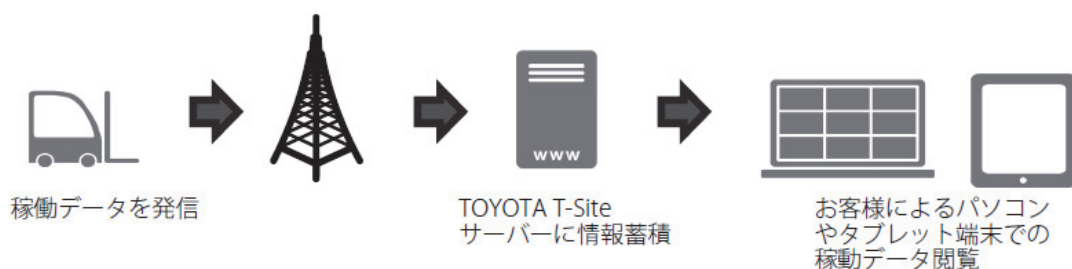 www
稼働データを発信
TOYOTA T-Site
サーバーに情報蓄積
お客様によるパソコン
やタブレット端末での
稼働データ閲覧